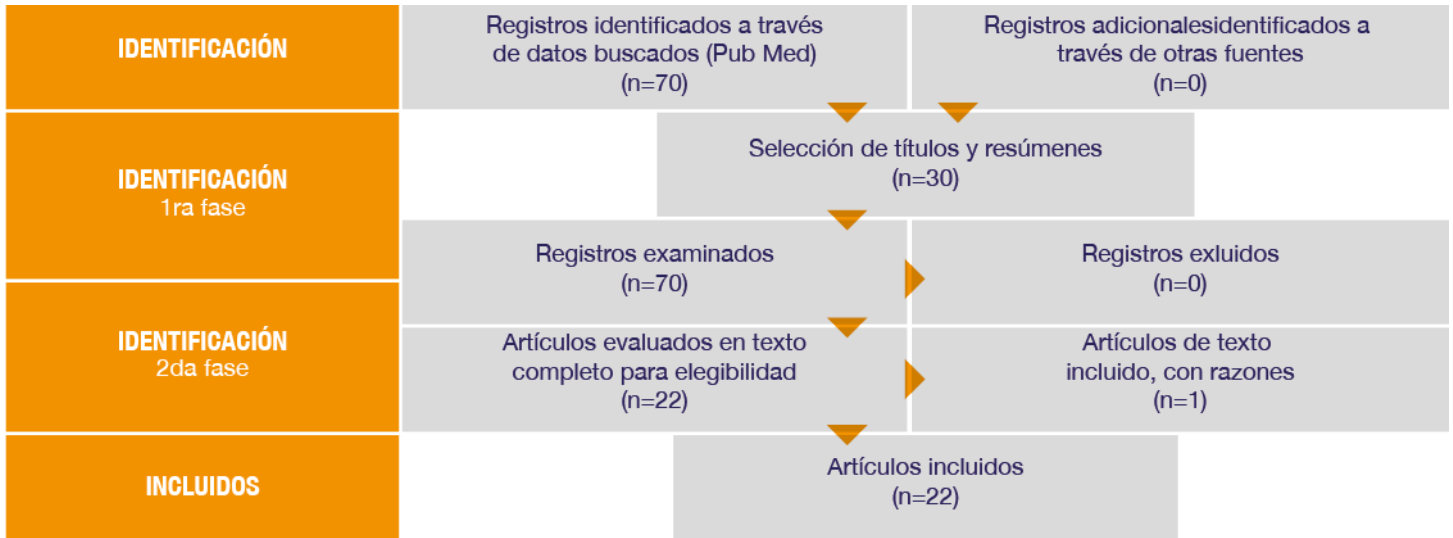 IDENTIFICACIÓN
Registros identificados a través
de datos buscados (Pub Med)
(n=70)
Registros adicionalesidentificados a
través de otras fuentes
(n=0)
IDENTIFICACIÓN
1ra fase
Selección de títulos y resúmenes
(n=30)
Registros examinados
(n=70)
Registros exluidos
(n=0)
IDENTIFICACIÓN
2da fase
Artículos evaluados en texto
completo para elegibilidad
(n=22)
Artículos de texto
incluido, con razones
(n=1)
INCLUIDOS
Artículos incluidos
(n=22)